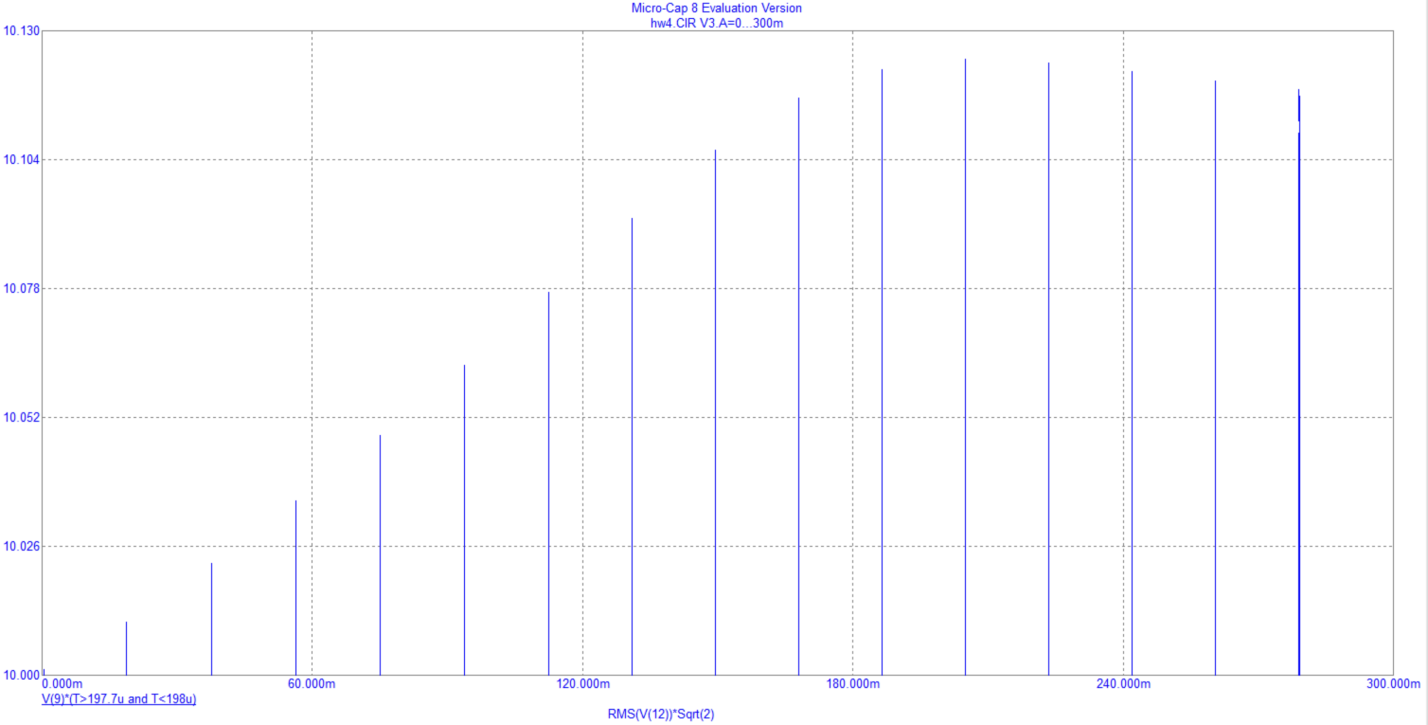 Micro-Cap 8 Evaluation Version
hw4.CIR V3.A=0...300m
10.130
10.104
10.078
10.052
10.026
10.000
0.000m 60.000m 120.000m 180.000m 240.000m 300.000m
V(9)*(T>197.7u and T<198u)
RMS(V(12))*Sqrt(2)